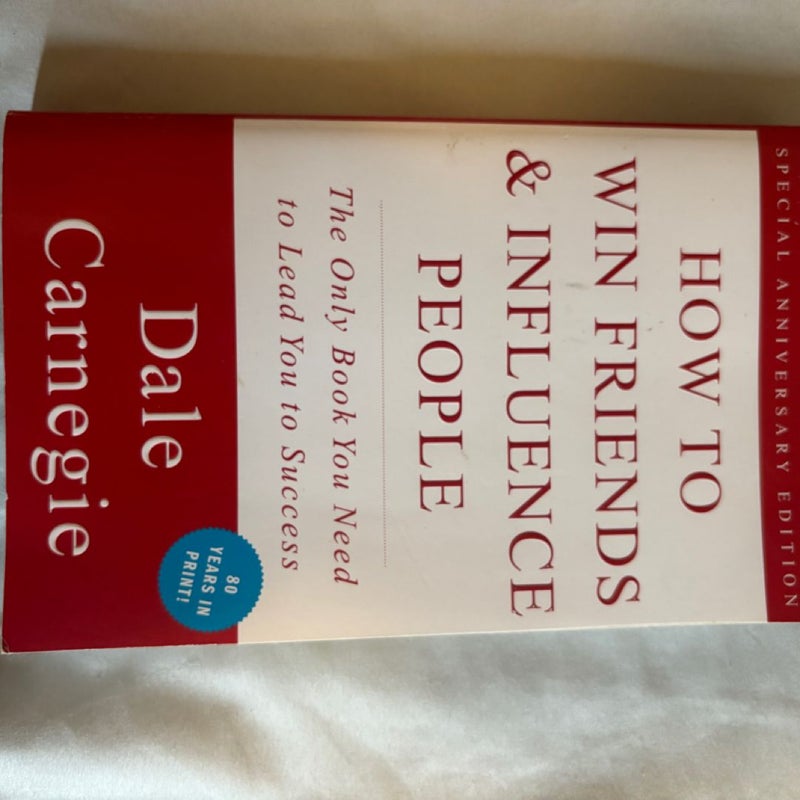 SPECIAL ANNIVERSARY EDITION
HOW TO
WIN FRIENDS
& INFLUENCE
PEOPLE
The Only Book You Need
to Lead You to Success
80
YEARS IN
PRINT!
Dale
Carnegie